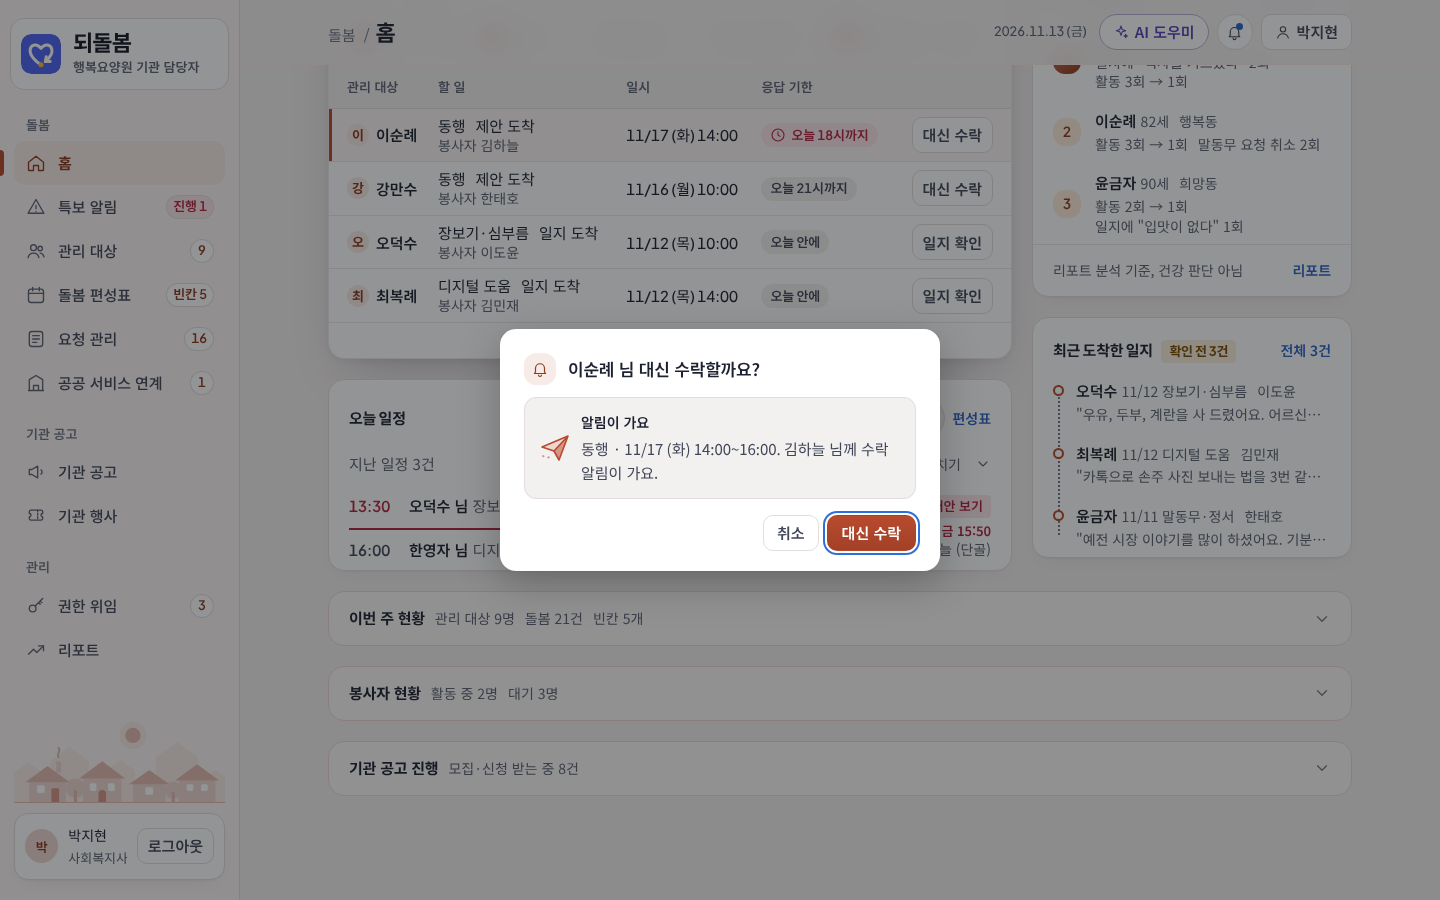 되돌봄
행복요양원 기관 담당자
돌봄
홈
특보 알림 진행 1
관리 대상 9
돌봄 편성표 빈칸 5
요청 관리 16
공공 서비스 연계 1
기관 공고
기관 공고
기관 행사
관리
권한 위임 3
리포트
박 박지현
사회복지사
로그아웃
돌봄 / 홈
2026.11.13 (금) AI 도우미 박지현
관리 대상 할 일 일시 응답 기한
이 이순례 동행 제안 도착 11/17 (화) 14:00 오늘 18시까지 대신 수락
봉사자 김하늘
강 강만수 동행 제안 도착 11/16 (월) 10:00 오늘 21시까지 대신 수락
봉사자 한태호
오 오덕수 장보기·심부름 일지 도착 11/12 (목) 10:00 오늘 안에 일지 확인
봉사자 이도윤
최 최복례 디지털 도움 일지 도착 11/12 (목) 14:00 오늘 안에 일지 확인
봉사자 김민재
활동 3회 → 1회
2 이순례 82세 행복동
활동 3회 → 1회 말동무 요청 취소 2회
3 윤금자 90세 희망동
활동 2회 → 1회
일지에 "입맛이 없다" 1회
리포트 분석 기준, 건강 판단 아님 리포트
이순례 님 대신 수락할까요?
알림이 가요
동행 · 11/17 (화) 14:00~16:00. 김하늘 님께 수락
알림이 가요.
취소 대신 수락
오늘 일정 편성표
지난 일정 3건
13:30 오덕수 님 장보
16:00 한영자 님 디지
안 보기
금 15:50
늘 (단골)
최근 도착한 일지 확인 전 3건 전체 3건
오덕수 11/12 장보기·심부름 이도윤
"우유, 두부, 계란을 사 드렸어요. 어르신…
최복례 11/12 디지털 도움 김민재
"카톡으로 손주 사진 보내는 법을 3번 같…
윤금자 11/11 말동무·정서 한태호
"예전 시장 이야기를 많이 하셨어요. 기분…
이번 주 현황 관리 대상 9명 돌봄 21건 빈칸 5개
봉사자 현황 활동 중 2명 대기 3명
기관 공고 진행 모집·신청 받는 중 8건